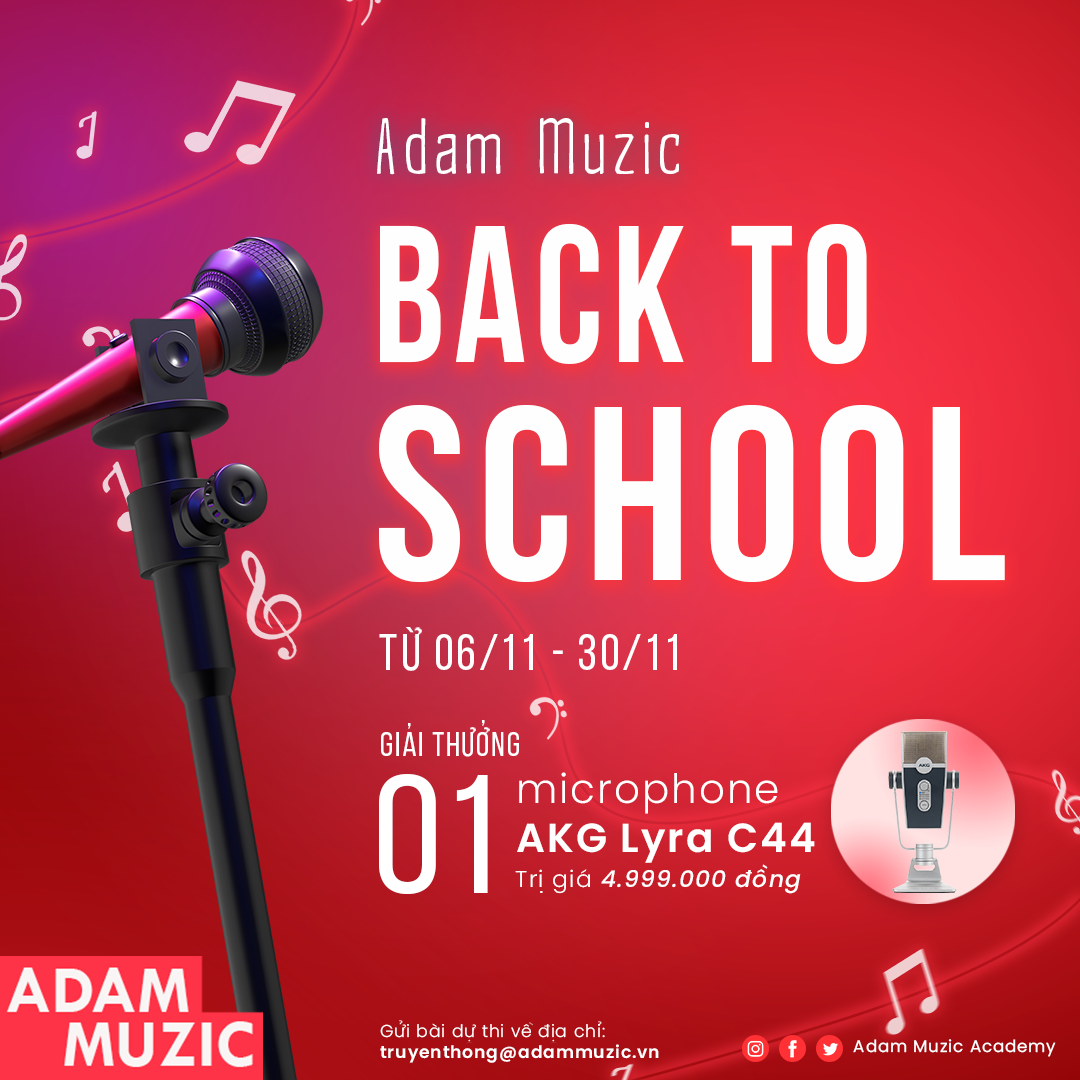 Adam Muzic
BACK TO
SCHOOL
TỪ 06/11 - 30/11
GIẢI THƯỞNG
01
microphone
AKG Lyra C44
Trị giá 4.999.000 đồng
AKG
ADAM
MUZIC
Gửi bài dự thi về địa chỉ:
truyenthong@adammuzic.vn
Adam Muzic Academy